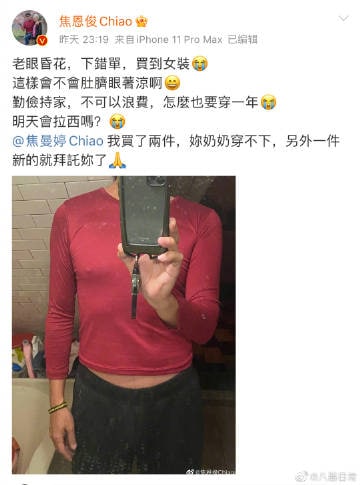 焦恩俊Chiao
昨天 23:19 来自iPhone 11 Pro Max 已编辑
老眼昏花，下錯單，買到女裝😭
這樣會不會肚臍眼著涼啊😄
勤儉持家，不可以浪費，怎麼也要穿一年😭
明天會拉西嗎？😭
@焦曼婷Chiao 我買了兩件，妳奶奶穿不下，另外一件
新的就拜託妳了🙏
@焦恩俊Chiao